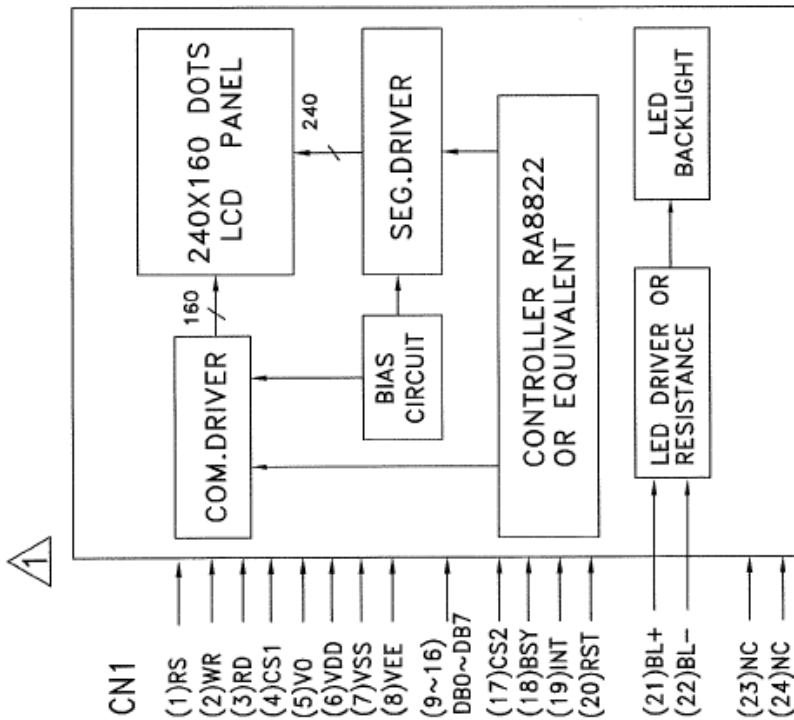 1
CN1
(1)RS
(2)WR
(3)RD
(4)CS1
(5)V0
(6)VDD
(7)VSS
(8)VEE
(9~16)
DB0~DB7
(17)CS2
(18)BSY
(19)INT
(20)RST
(21)BL+
(22)BL-
(23)NC
(24)NC
COM.DRIVER
160
240X160 DOTS
LCD PANEL
240
BIAS
CIRCUIT
SEG.DRIVER
CONTROLLER RA8822
OR EQUIVALENT
LED DRIVER OR
RESISTANCE
LED
BACKLIGHT